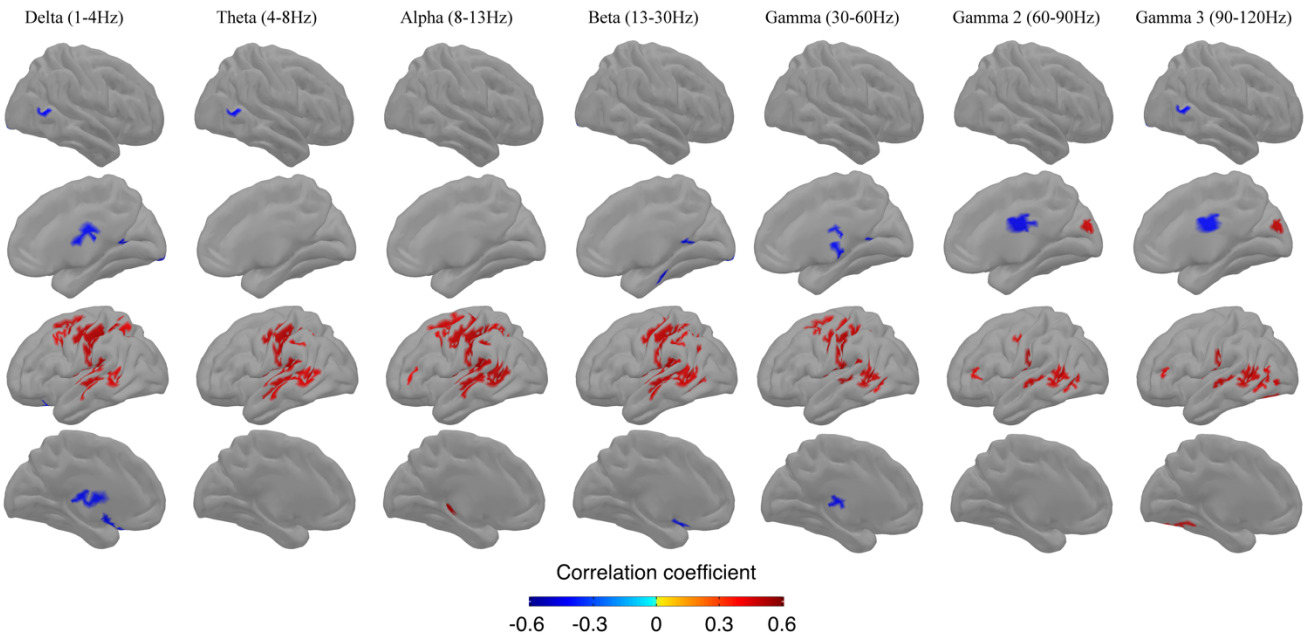 Delta (1-4Hz) Theta (4-8Hz) Alpha (8-13Hz) Beta (13-30Hz) Gamma (30-60Hz) Gamma 2 (60-90Hz) Gamma 3 (90-120Hz)
Correlation coefficient
-0.6 -0.3 0 0.3 0.6